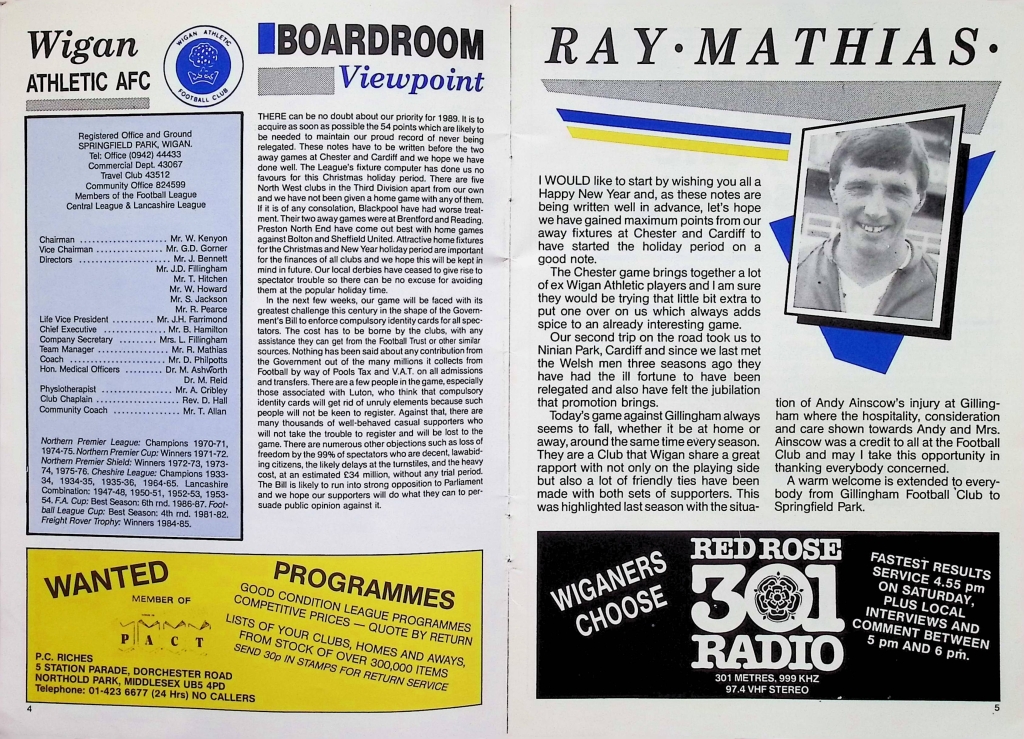 Wigan
ATHLETIC AFC
WIGAN ATHLETIC
FOOTBALL CLUB
Registered Office and Ground
SPRINGFIELD PARK, WIGAN.
Tel: Office (0942) 44433
Commercial Dept. 43067
Travel Club 43512
Community Office 824599
Members of the Football League
Central League & Lancashire League
Chairman .......................... Mr. W. Kenyon
Vice Chairman ................... Mr. G.D. Gorner
Directors ........................... Mr. J. Bennett
Mr. J.D. Fillingham
Mr. T. Hitchen
Mr. W. Howard
Mr. S. Jackson
Mr. R. Pearce
Life Vice President ........... Mr. J.H. Farrimond
Chief Executive ................ Mr. B. Hamilton
Company Secretary .......... Mrs. L. Fillingham
Team Manager .................. Mr. R. Mathias
Coach .............................. Mr. D. Philpotts
Hon. Medical Officers ......... Dr. M. Ashworth
Dr. M. Reid
Physiotherapist .................. Mr. A. Cribley
Club Chaplain .................... Rev. D. Hall
Community Coach .............. Mr. T. Allan
Northern Premier League: Champions 1970-71,
1974-75. Northern Premier Cup: Winners 1971-72.
Northern Premier Shield: Winners 1972-73, 1973-
74, 1975-76. Cheshire League: Champions 1933-
34, 1934-35, 1935-36, 1964-65. Lancashire
Combination: 1947-48, 1950-51, 1952-53, 1953-
54. F.A. Cup: Best Season: 6th rnd. 1986-87. Foot-
ball League Cup: Best Season: 4th rnd. 1981-82.
Freight Rover Trophy: Winners 1984-85.
BOARDROOM
Viewpoint
THERE can be no doubt about our priority for 1989. It is to
acquire as soon as possible the 54 points which are likely to
be needed to maintain our proud record of never being
relegated. These notes have to be written before the two
away games at Chester and Cardiff and we hope we have
done well. The League's fixture computer has done us no
favours for this Christmas holiday period. There are five
North West clubs in the Third Division apart from our own
and we have not been given a home game with any of them.
If it is of any consolation, Blackpool have had worse treat-
ment. Their two away games were at Brentford and Reading.
Preston North End have come out best with home games
against Bolton and Sheffield United. Attractive home fixtures
for the Christmas and New Year holiday period are important
for the finances of all clubs and we hope this will be kept in
mind in future. Our local derbies have ceased to give rise to
spectator trouble so there can be no excuse for avoiding
them at the popular holiday time.
In the next few weeks, our game will be faced with its
greatest challenge this century in the shape of the Govern-
ment's Bill to enforce compulsory identity cards for all spec-
tators. The cost has to be borne by the clubs, with any
assistance they can get from the Football Trust or other similar
sources. Nothing has been said about any contribution from
the Government out of the many millions it collects from
Football by way of Pools Tax and V.A.T. on all admissions
and transfers. There are a few people in the game, especially
those associated with Luton, who think that compulsory
identity cards will get rid of unruly elements because such
people will not be keen to register. Against that, there are
many thousands of well-behaved casual supporters who
will not take the trouble to register and will be lost to the
game. There are numerous other objections such as loss of
freedom by the 99% of spectators who are decent, lawabid-
ing citizens, the likely delays at the turnstiles, and the heavy
cost, at an estimated £34 million, without any trial period.
The Bill is likely to run into strong opposition to Parliament
and we hope our supporters will do what they can to per-
suade public opinion against it.
WANTED
MEMBER OF
PACT
P.C. RICHES
5 STATION PARADE, DORCHESTER ROAD
NORTHOLD PARK, MIDDLESEX UB5 4PD
Telephone: 01-423 6677 (24 Hrs) NO CALLERS
PROGRAMMES
GOOD CONDITION LEAGUE PROGRAMMES
COMPETITIVE PRICES — QUOTE BY RETURN
LISTS OF YOUR CLUBS, HOMES AND AWAYS,
FROM STOCK OF OVER 300,000 ITEMS
SEND 30p IN STAMPS FOR RETURN SERVICE
4
RAY·MATHIAS·
I WOULD like to start by wishing you all a
Happy New Year and, as these notes are
being written well in advance, let's hope
we have gained maximum points from our
away fixtures at Chester and Cardiff to
have started the holiday period on a
good note.
The Chester game brings together a lot
of ex Wigan Athletic players and I am sure
they would be trying that little bit extra to
put one over on us which always adds
spice to an already interesting game.
Our second trip on the road took us to
Ninian Park, Cardiff and since we last met
the Welsh men three seasons ago they
have had the ill fortune to have been
relegated and also have felt the jubilation
that promotion brings.
Today's game against Gillingham always
seems to fall, whether it be at home or
away, around the same time every season.
They are a Club that Wigan share a great
rapport with not only on the playing side
but also a lot of friendly ties have been
made with both sets of supporters. This
was highlighted last season with the situa-
tion of Andy Ainscow's injury at Gilling-
ham where the hospitality, consideration
and care shown towards Andy and Mrs.
Ainscow was a credit to all at the Football
Club and may I take this opportunity in
thanking everybody concerned.
A warm welcome is extended to every-
body from Gillingham Football Club to
Springfield Park.
WIGANERS
CHOOSE
RED ROSE
301
RADIO
301 METRES, 999 KHZ
97.4 VHF STEREO
FASTEST RESULTS
SERVICE 4.55 pm
ON SATURDAY,
PLUS LOCAL
INTERVIEWS AND
COMMENT BETWEEN
5 pm AND 6 pm.
5